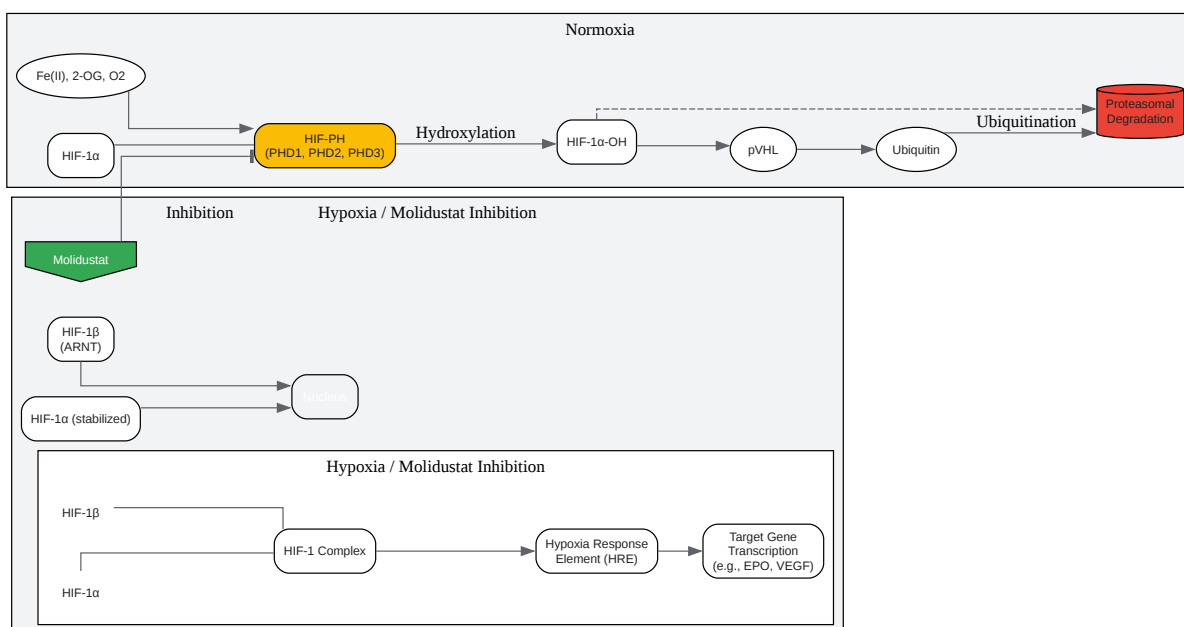 Normoxia
Fe(II), 2-OG, O2
HIF-1α
HIF-PH
(PHD1, PHD2, PHD3)
Hydroxylation
HIF-1α-OH
pVHL
Ubiquitin
Ubiquitination
Proteasomal
Degradation
Inhibition
Hypoxia / Molidustat Inhibition
Molidustat
HIF-1β
(ARNT)
Nucleus
HIF-1α (stabilized)
Hypoxia / Molidustat Inhibition
HIF-1β
HIF-1α
HIF-1 Complex
Hypoxia Response
Element (HRE)
Target Gene
Transcription
(e.g., EPO, VEGF)